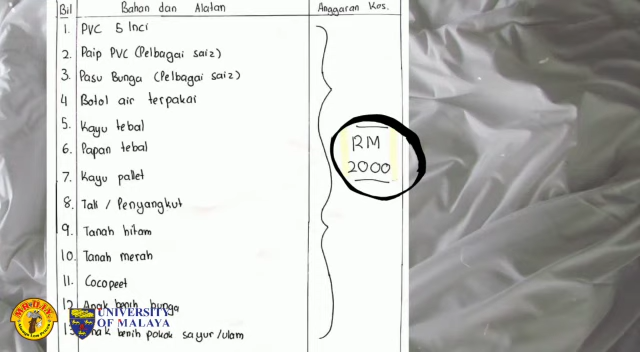 Bil Bahan dan Alatan Anggaran Kos.
1. PVC 5 Inci
2. Paip PVC (Pelbagai saiz)
3. Pasu Bunga (Pelbagai saiz)
4 Botol air terpakai
5. Kayu tebal
6. Papan tebal
7. Kayu pallet
8. Tali / Penyangkut
9. Tanah hitam
10. Tanah merah
11. Cocopeet
12. Anak benih bunga
Anak benih pokok sayur/ulam
RM
2000
UNIVERSITY
OF MALAYA